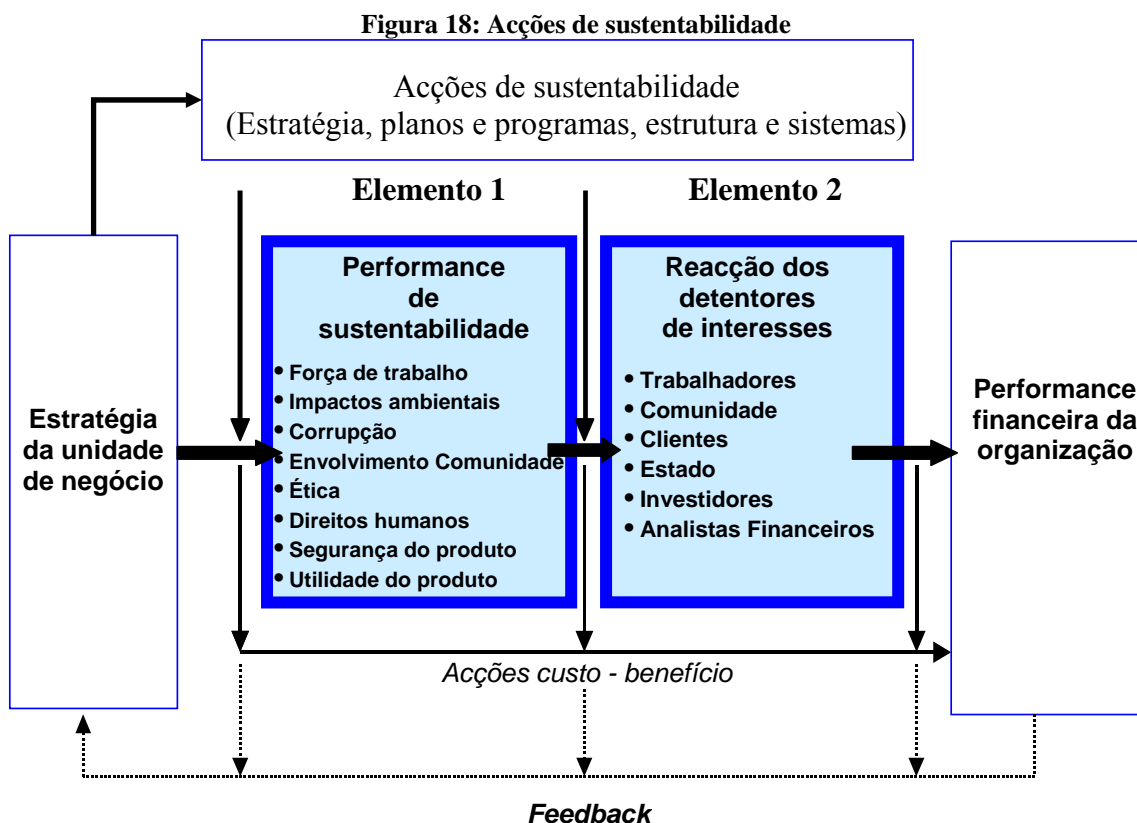 Figura 18: Acções de sustentabilidade
Acções de sustentabilidade
(Estratégia, planos e programas, estrutura e sistemas)
Elemento 1
Elemento 2
Estratégia
da unidade
de negócio
Performance
de
sustentabilidade
• Força de trabalho
• Impactos ambientais
• Corrupção
• Envolvimento Comunidade
• Ética
• Direitos humanos
• Segurança do produto
• Utilidade do produto
Reacção dos
detentores
de interesses
• Trabalhadores
• Comunidade
• Clientes
• Estado
• Investidores
• Analistas Financeiros
Performance
financeira da
organização
Acções custo - benefício
Feedback